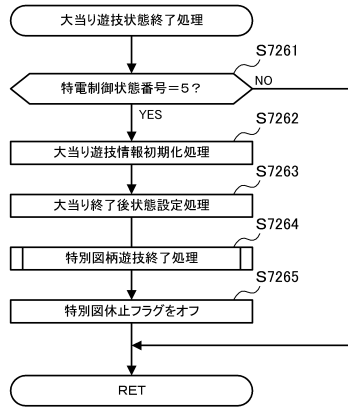 大当り遊技状態終了処理
S7261
特電制御状態番号＝５？
NO
YES
S7262
大当り遊技情報初期化処理
S7263
大当り終了後状態設定処理
S7264
特別図柄遊技終了処理
S7265
特別図休止フラグをオフ
RET